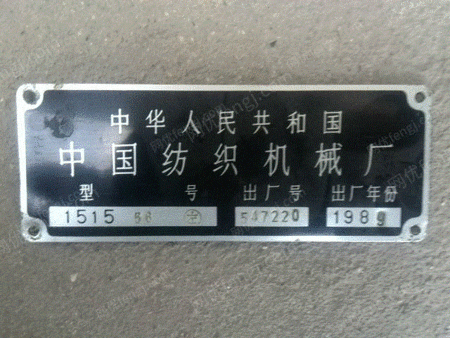 中华人民共和国
中国纺织机械厂
型 号 出厂号 出厂年份
1515 56 547220 1989